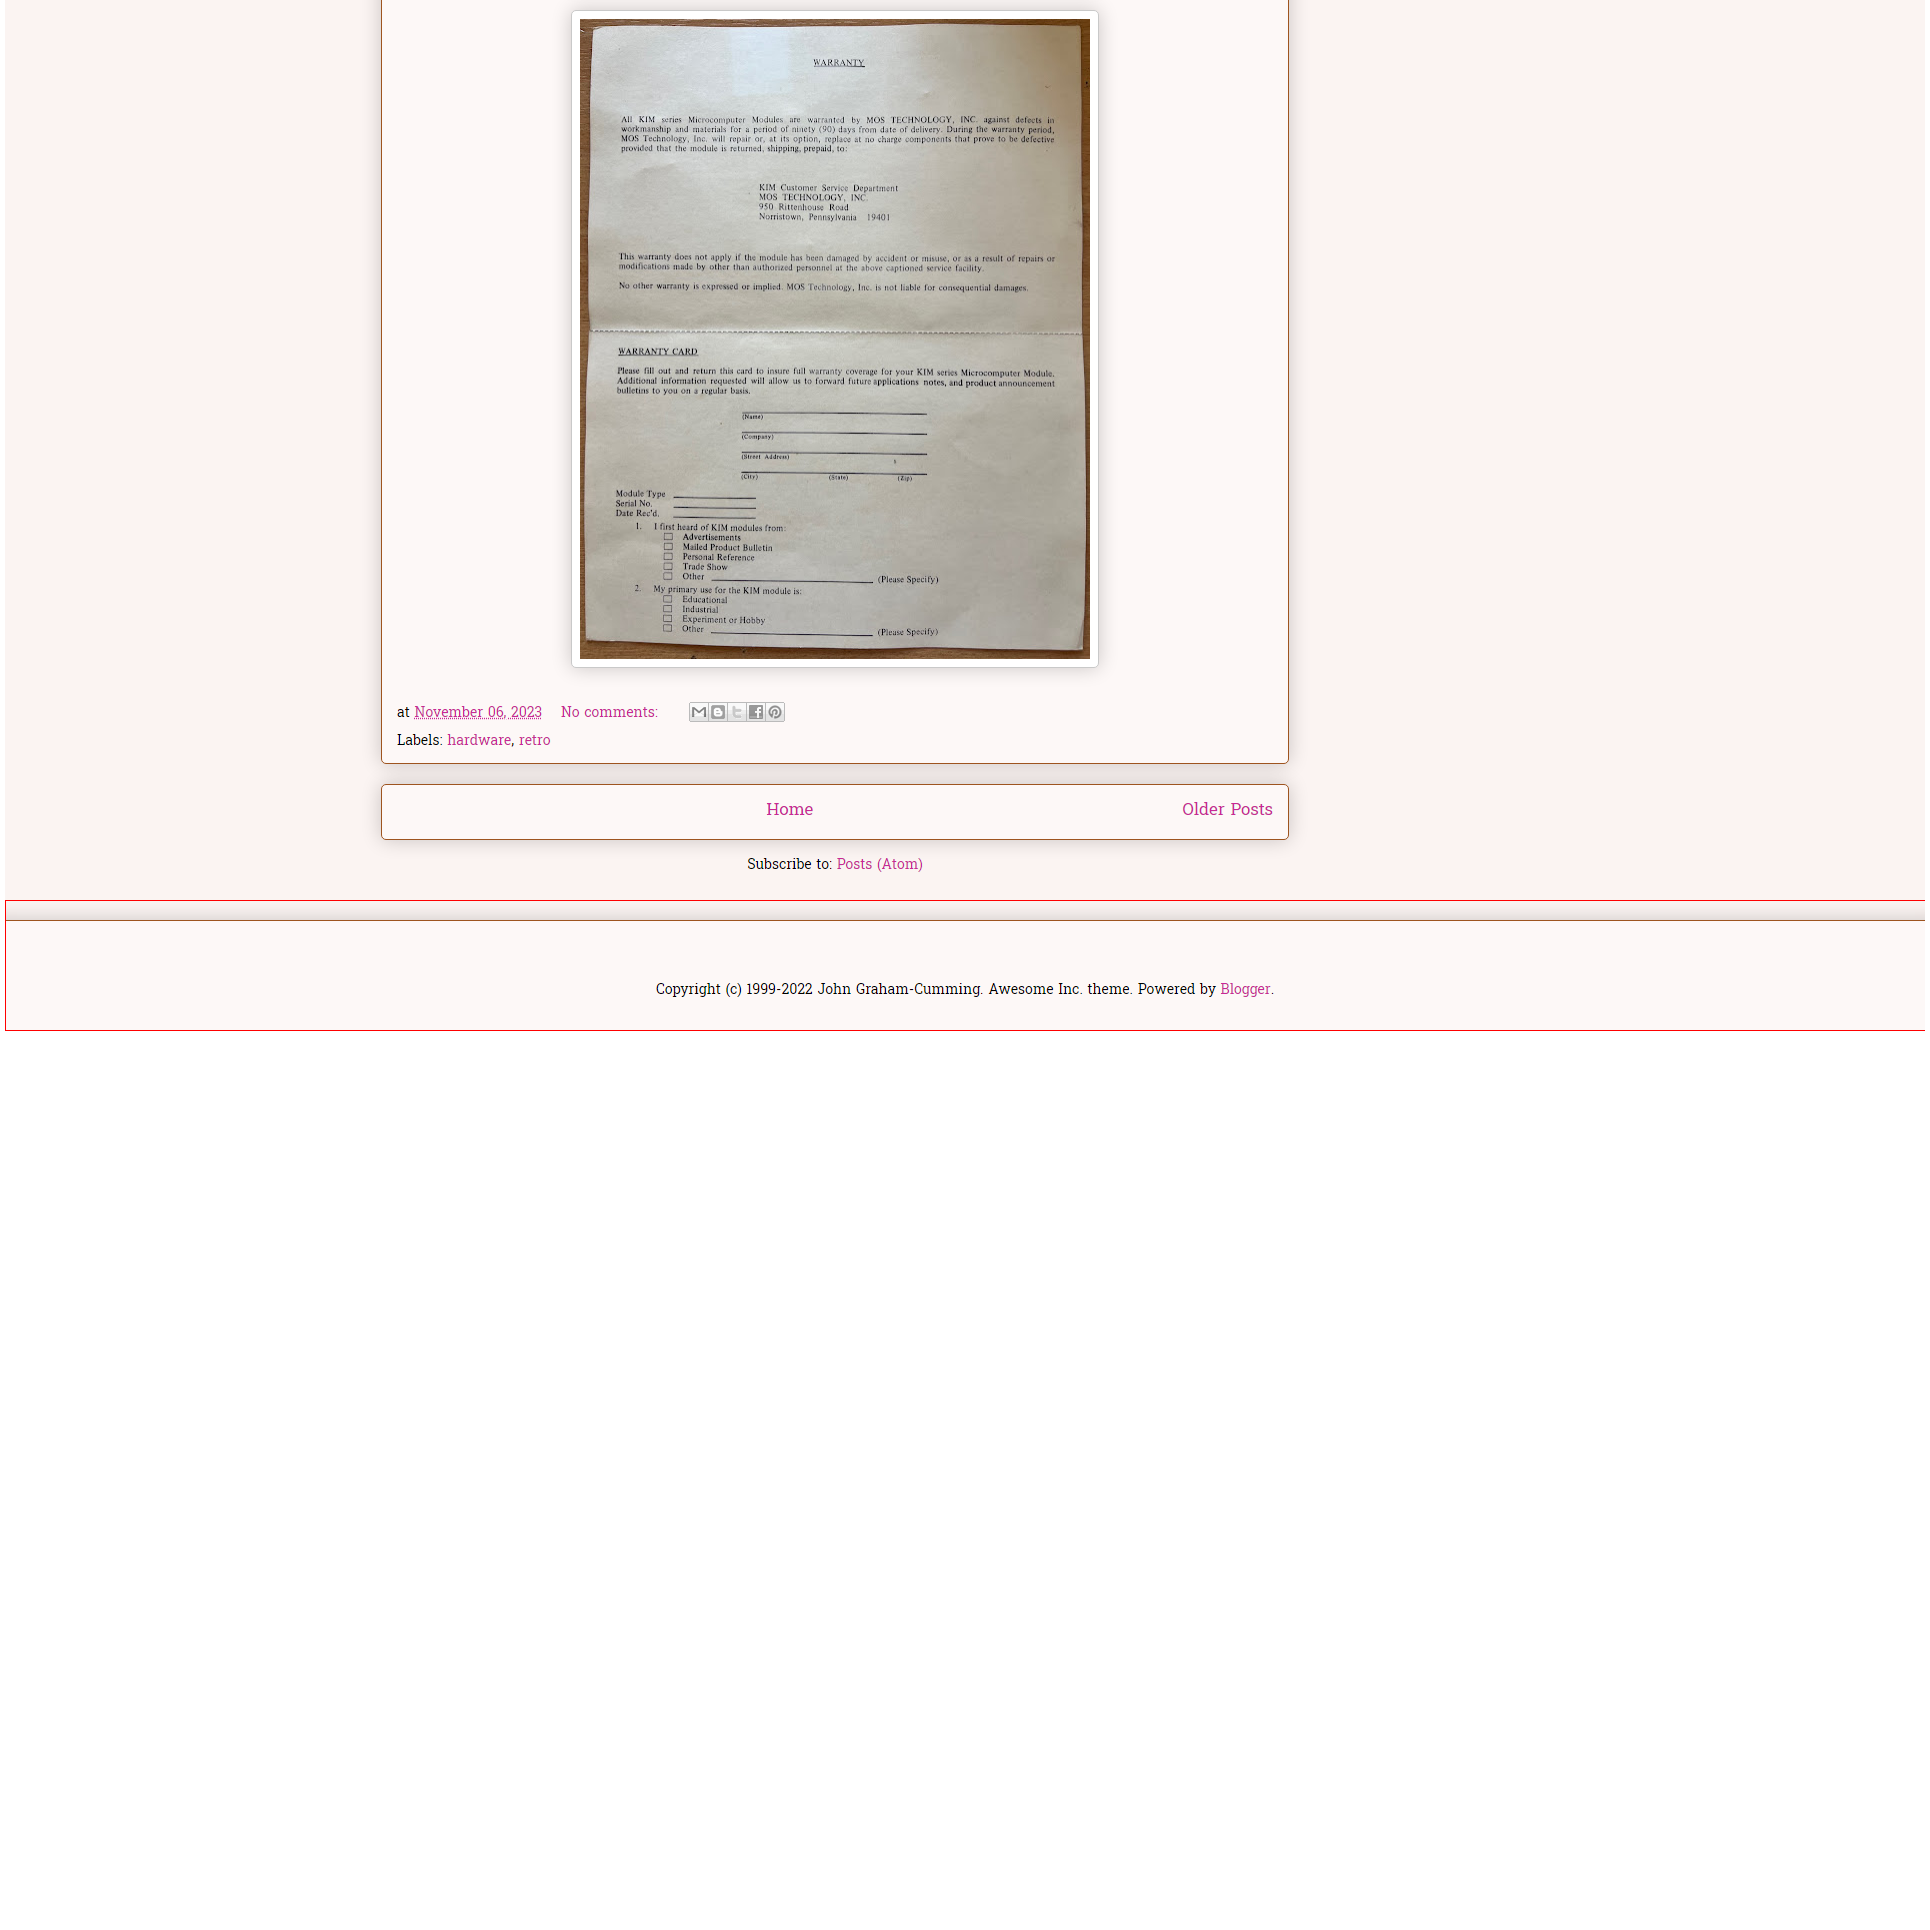 WARRANTY
All KIM series Microcomputer Modules are warranted by MOS TECHNOLOGY, INC. against defects in
workmanship and materials for a period of ninety (90) days from date of delivery. During the warranty period,
MOS Technology, Inc. will repair or, at its option, replace at no charge components that prove to be defective
provided that the module is returned, shipping, prepaid, to:
KIM Customer Service Department
MOS TECHNOLOGY, INC.
950 Rittenhouse Road
Norristown, Pennsylvania 19401
This warranty does not apply if the module has been damaged by accident or misuse, or as a result of repairs or
modifications made by other than authorized personnel at the above captioned service facility.
No other warranty is expressed or implied. MOS Technology, Inc. is not liable for consequential damages.
WARRANTY CARD
Please fill out and return this card to insure full warranty coverage for your KIM series Microcomputer Module.
Additional information requested will allow us to forward future applications notes, and product announcement
bulletins to you on a regular basis.
(Name)
(Company)
(Street Address)
(City) (State) (Zip)
Module Type
Serial No.
Date Rec'd.
1. I first heard of KIM modules from:
Advertisements
Mailed Product Bulletin
Personal Reference
Trade Show
Other (Please Specify)
2. My primary use for the KIM module is:
Educational
Industrial
Experiment or Hobby
Other (Please Specify)
at November 06, 2023 No comments:
Labels: hardware, retro
Home Older Posts
Subscribe to: Posts (Atom)
Copyright (c) 1999-2022 John Graham-Cumming. Awesome Inc. theme. Powered by Blogger.